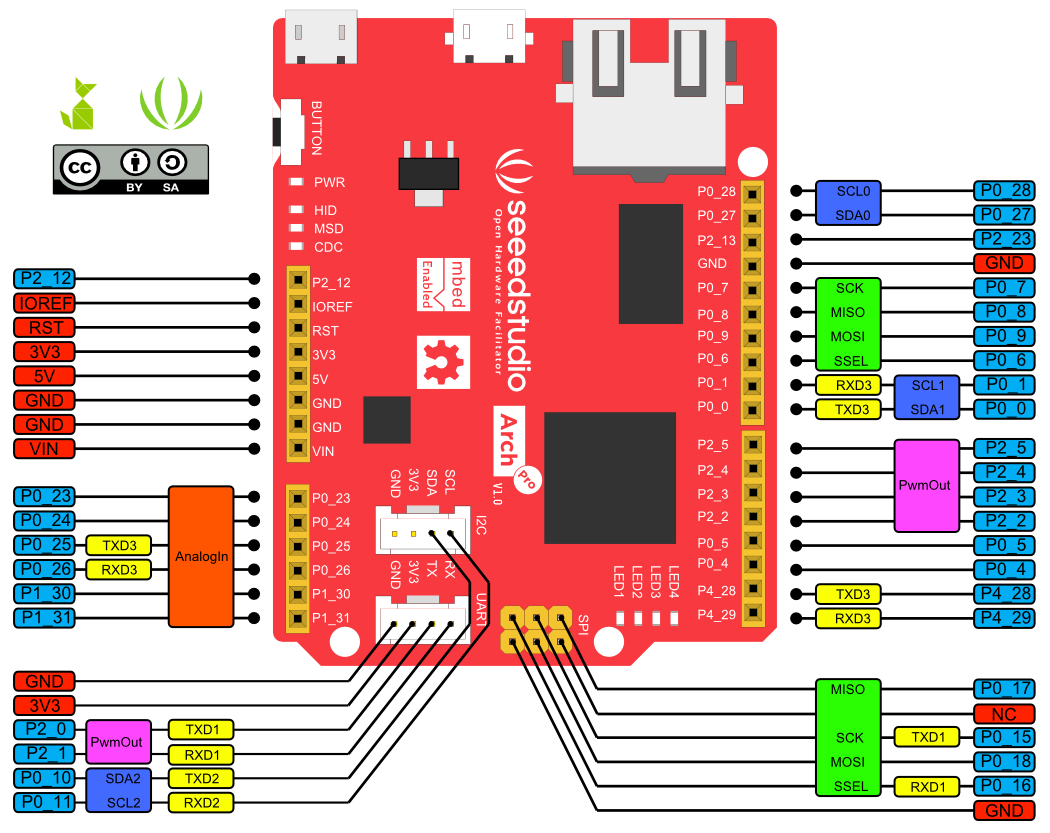 BUTTON
PWR
HID
MSD
CDC
cc
BY SA
seeedstudio
Open Hardware Facilitator
mbed
Enabled
Arch
Pro
V1.0
P2_12
IOREF
RST
3V3
5V
GND
GND
VIN
P0_23
P0_24
P0_25 TXD3
P0_26 RXD3
P1_30
P1_31
AnalogIn
P2_12
IOREF
RST
3V3
5V
GND
GND
VIN
P0_23
P0_24
P0_25
P0_26
P1_30
P1_31
GND 3V3 SDA SCL
I2C
GND 3V3 TX RX
UART
LED1 LED2 LED3 LED4
SPI
P0_28
P0_27
P2_13
GND
P0_7
P0_8
P0_9
P0_6
P0_1
P0_0
P2_5
P2_4
P2_3
P2_2
P0_5
P0_4
P4_28
P4_29
SCL0 P0_28
SDA0 P0_27
P2_23
GND
SCK P0_7
MISO P0_8
MOSI P0_9
SSEL P0_6
RXD3 SCL1 P0_1
TXD3 SDA1 P0_0
P2_5
P2_4
PwmOut
P2_3
P2_2
P0_5
P0_4
TXD3 P4_28
RXD3 P4_29
GND
3V3
P2_0 TXD1
PwmOut
P2_1 RXD1
P0_10 SDA2 TXD2
P0_11 SCL2 RXD2
MISO P0_17
NC
SCK TXD1 P0_15
MOSI P0_18
SSEL RXD1 P0_16
GND